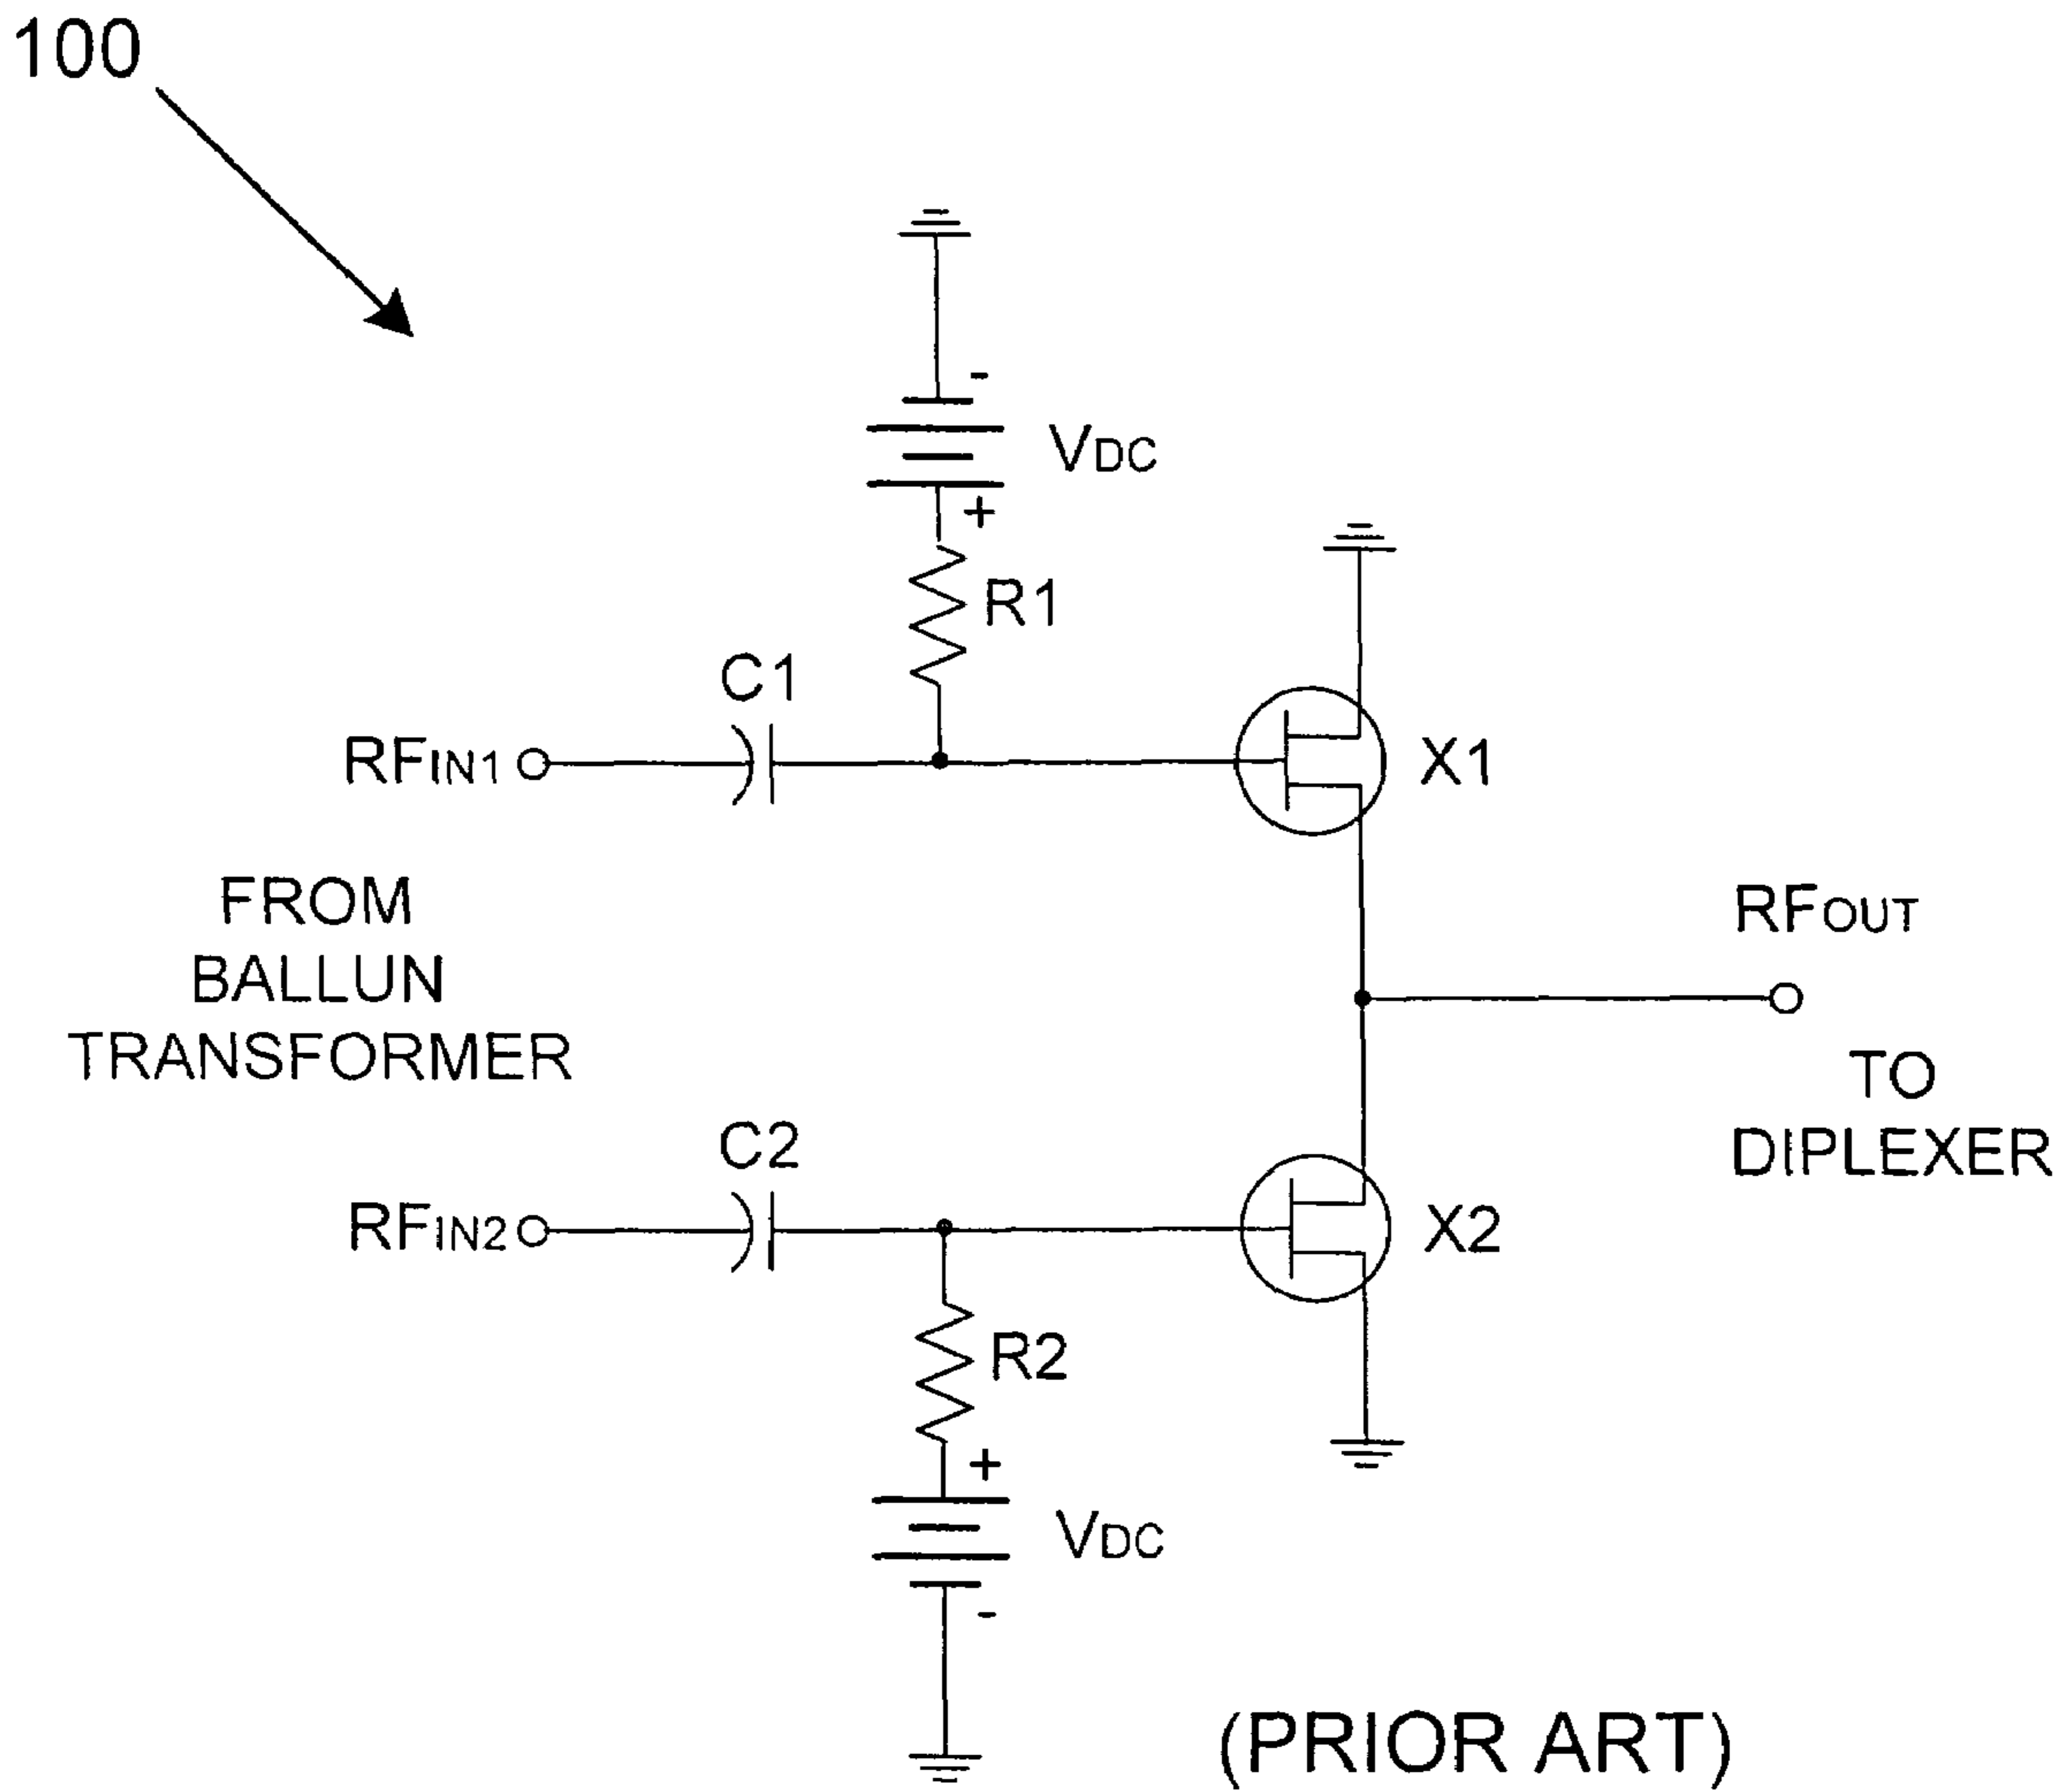 100
-
VDC
+
R1
C1
RFIN1
X1
FROM
BALLUN
TRANSFORMER
RFOUT
TO
DIPLEXER
C2
RFIN2
X2
R2
+
VDC
-
(PRIOR ART)